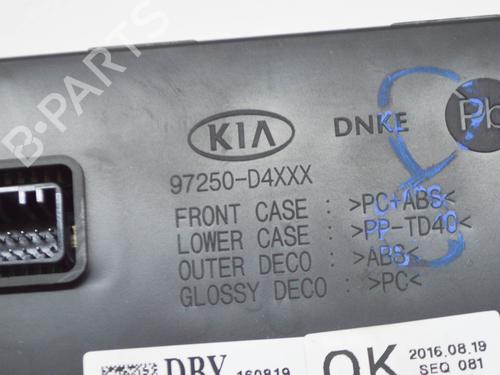 B-PARTS
KIA DNKE Pb
97250-D4XXX
FRONT CASE : >PC+ABS<
LOWER CASE : >PP-TD40<
OUTER DECO : >ABS<
GLOSSY DECO : >PC<
DRV 160819
OK 2016.08.19
SEQ 081